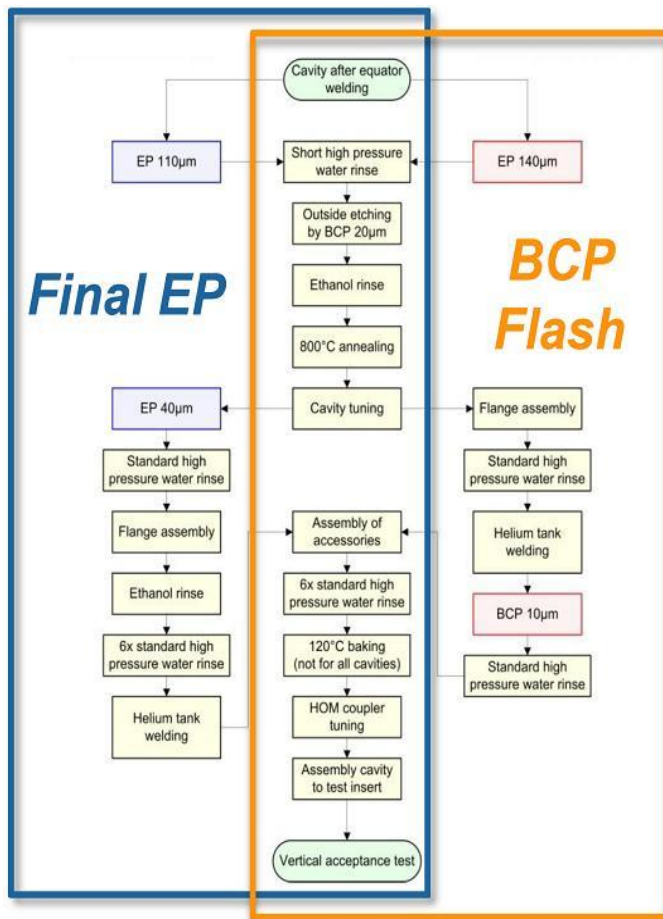 Cavity after equator
welding
EP 110µm
Short high pressure
water rinse
EP 140µm
Outside etching
by BCP 20µm
Final EP
BCP
Flash
Ethanol rinse
800°C annealing
EP 40µm
Cavity tuning
Flange assembly
Standard high
pressure water rinse
Standard high
pressure water rinse
Flange assembly
Assembly of
accessories
Helium tank
welding
Ethanol rinse
6x standard high
pressure water rinse
BCP 10µm
6x standard high
pressure water rinse
120°C baking
(not for all cavities)
Standard high
pressure water rinse
Helium tank
welding
HOM coupler
tuning
Assembly cavity
to test insert
Vertical acceptance test